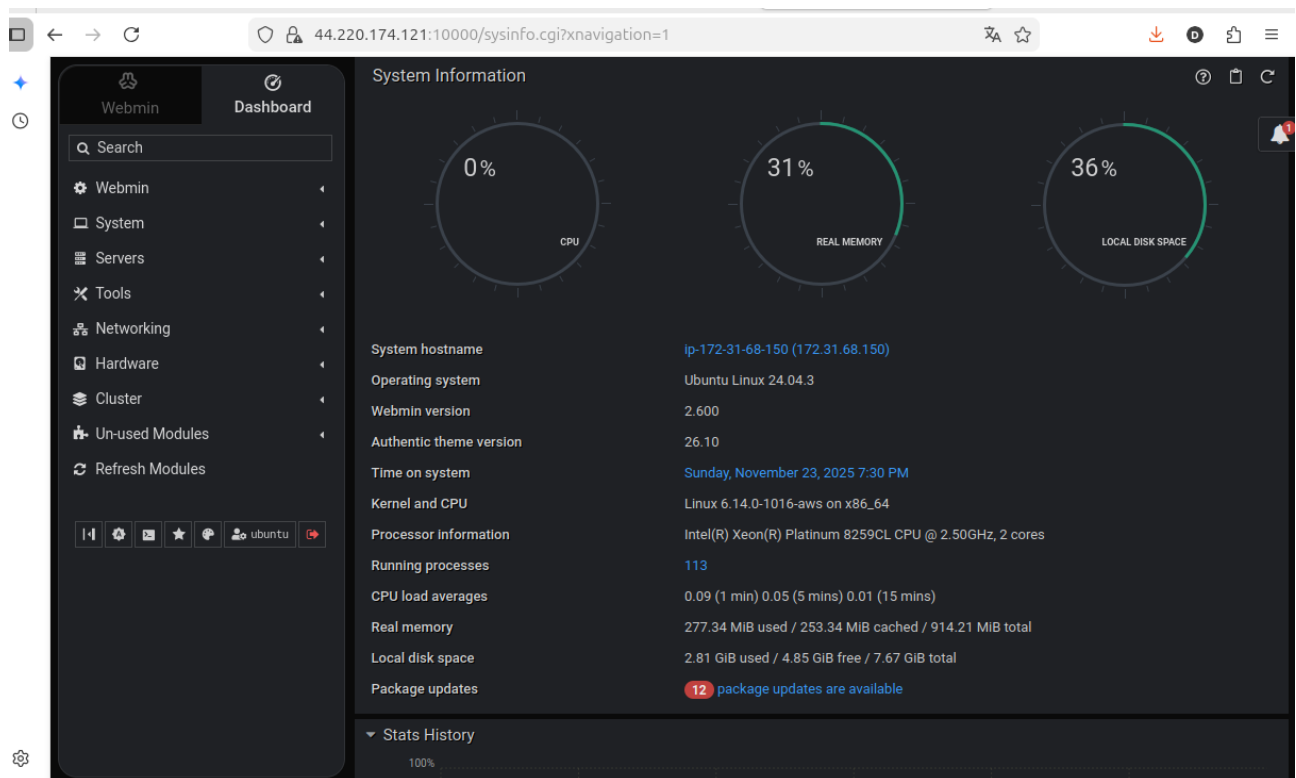 44.220.174.121:10000/sysinfo.cgi?xnavigation=1
D
Webmin
Dashboard
Search
Webmin
System
Servers
Tools
Networking
Hardware
Cluster
Un-used Modules
Refresh Modules
ubuntu
System Information
1
0%
CPU
31%
REAL MEMORY
36%
LOCAL DISK SPACE
System hostname ip-172-31-68-150 (172.31.68.150)
Operating system Ubuntu Linux 24.04.3
Webmin version 2.600
Authentic theme version 26.10
Time on system Sunday, November 23, 2025 7:30 PM
Kernel and CPU Linux 6.14.0-1016-aws on x86_64
Processor information Intel(R) Xeon(R) Platinum 8259CL CPU @ 2.50GHz, 2 cores
Running processes 113
CPU load averages 0.09 (1 min) 0.05 (5 mins) 0.01 (15 mins)
Real memory 277.34 MiB used / 253.34 MiB cached / 914.21 MiB total
Local disk space 2.81 GiB used / 4.85 GiB free / 7.67 GiB total
Package updates 12 package updates are available
Stats History
100%